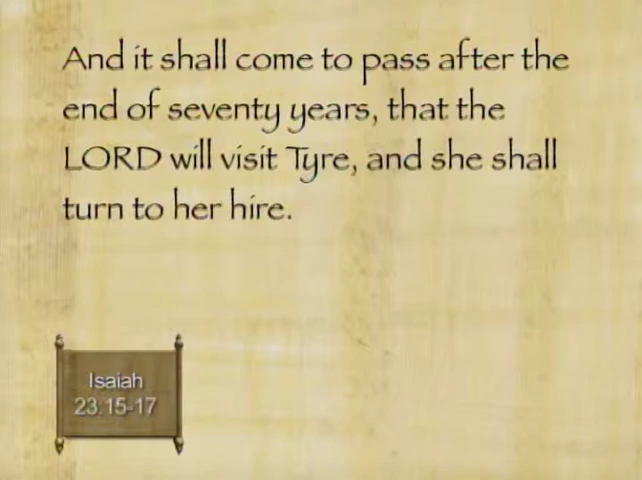 And it shall come to pass after the
end of seventy years, that the
LORD will visit Tyre, and she shall
turn to her hire.
Isaiah
23:15-17